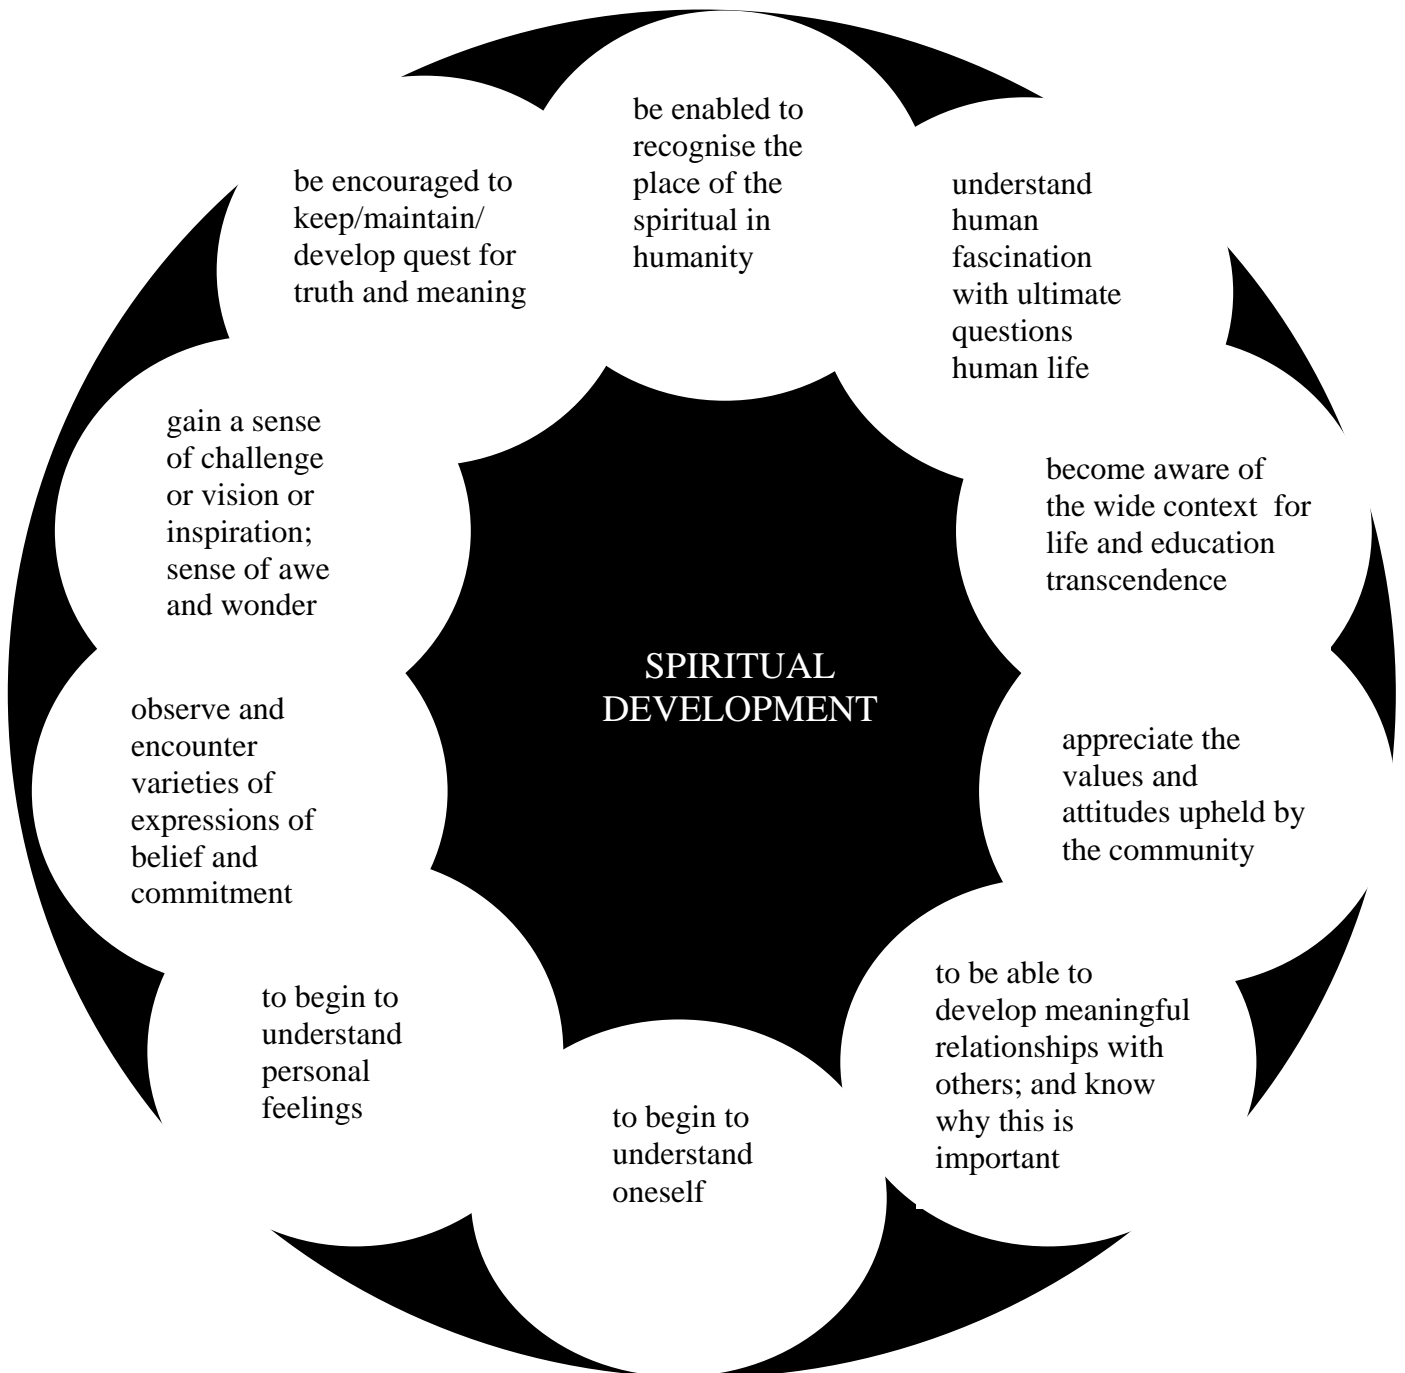 be enabled to
recognise the
place of the
spiritual in
humanity
understand
human
fascination
with ultimate
questions
human life
become aware of
the wide context  for
life and education
transcendence
appreciate the
values and
attitudes upheld by
the community
to be able to
develop meaningful
relationships with
others; and know
why this is
important
to begin to
understand
oneself
to begin to
understand
personal
feelings
observe and
encounter
varieties of
expressions of
belief and
commitment
gain a sense
of challenge
or vision or
inspiration;
sense of awe
and wonder
be encouraged to
keep/maintain/
develop quest for
truth and meaning
SPIRITUAL
DEVELOPMENT